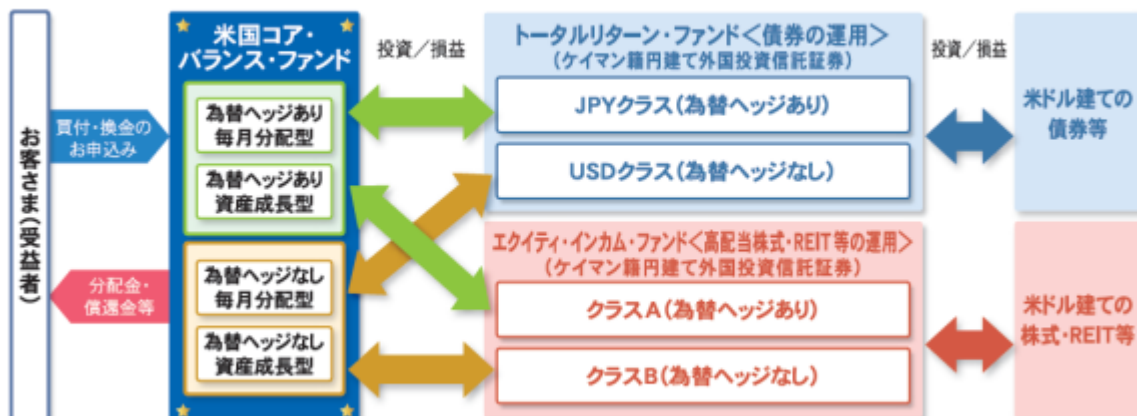 お客さま(受益者)
買付・換金の
お申込み
分配金・
償還金等
米国コア・
バランス・ファンド
為替ヘッジあり
毎月分配型
為替ヘッジあり
資産成長型
為替ヘッジなし
毎月分配型
為替ヘッジなし
資産成長型
投資/損益
トータルリターン・ファンド<債券の運用>
(ケイマン籍円建て外国投資信託証券)
JPYクラス(為替ヘッジあり)
USDクラス(為替ヘッジなし)
エクイティ・インカム・ファンド<高配当株式・REIT等の運用>
(ケイマン籍円建て外国投資信託証券)
クラスA(為替ヘッジあり)
クラスB(為替ヘッジなし)
投資/損益
米ドル建ての
債券等
米ドル建ての
株式・REIT等